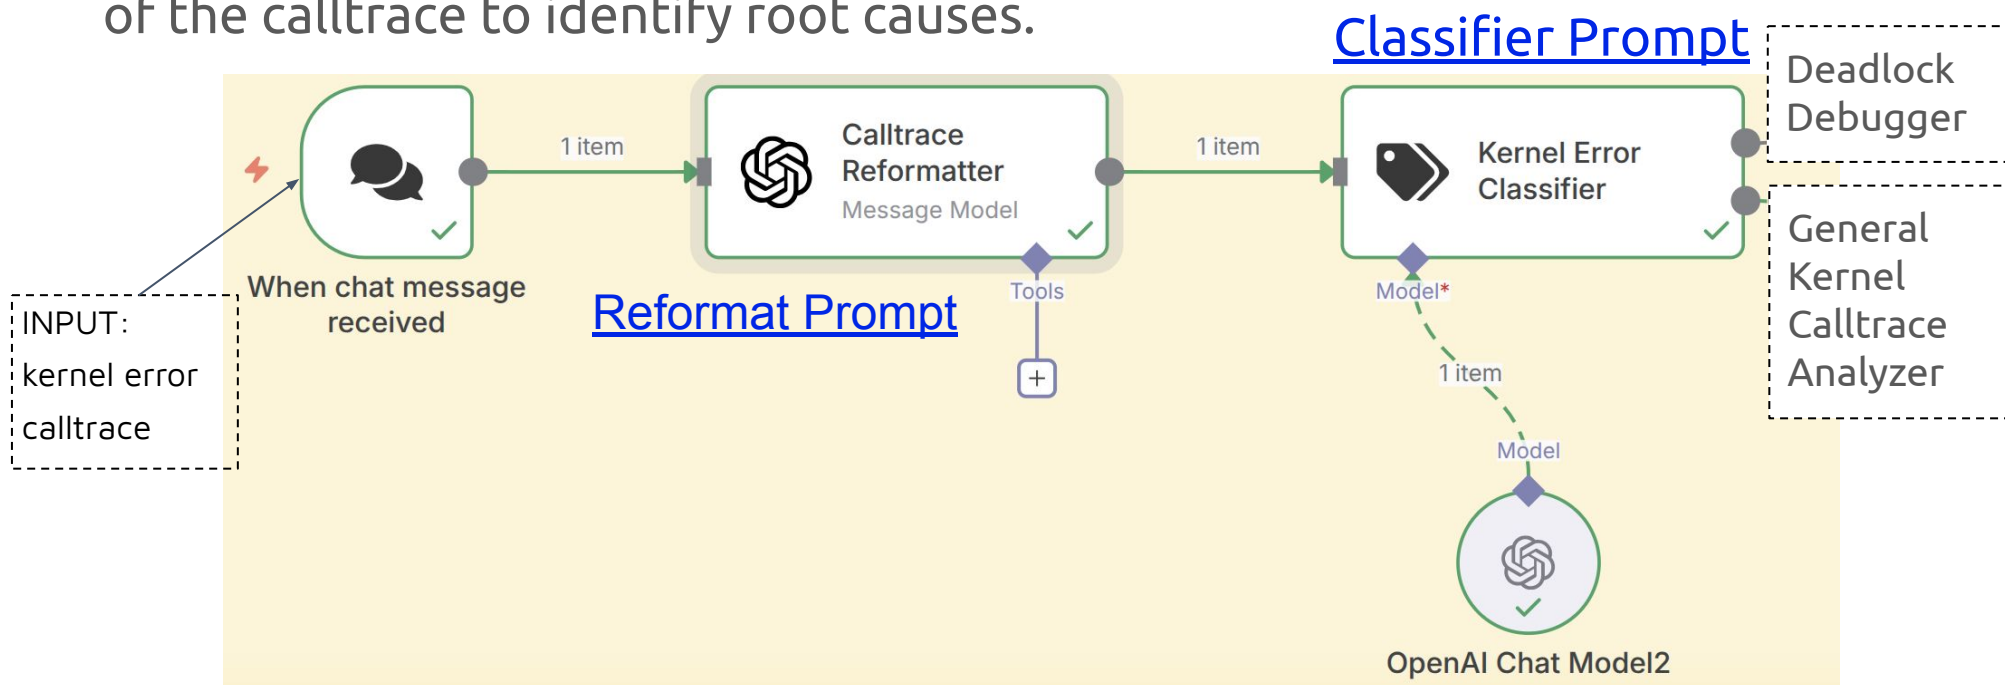 of the calltrace to identify root causes.
Classifier Prompt
Deadlock
Debugger
1 item
Calltrace
Reformatter
Message Model
1 item
Kernel Error
Classifier
General
Kernel
Calltrace
Analyzer
When chat message
received
Reformat Prompt
Tools
Model*
INPUT:
kernel error
calltrace
+
1 item
Model
OpenAI Chat Model2